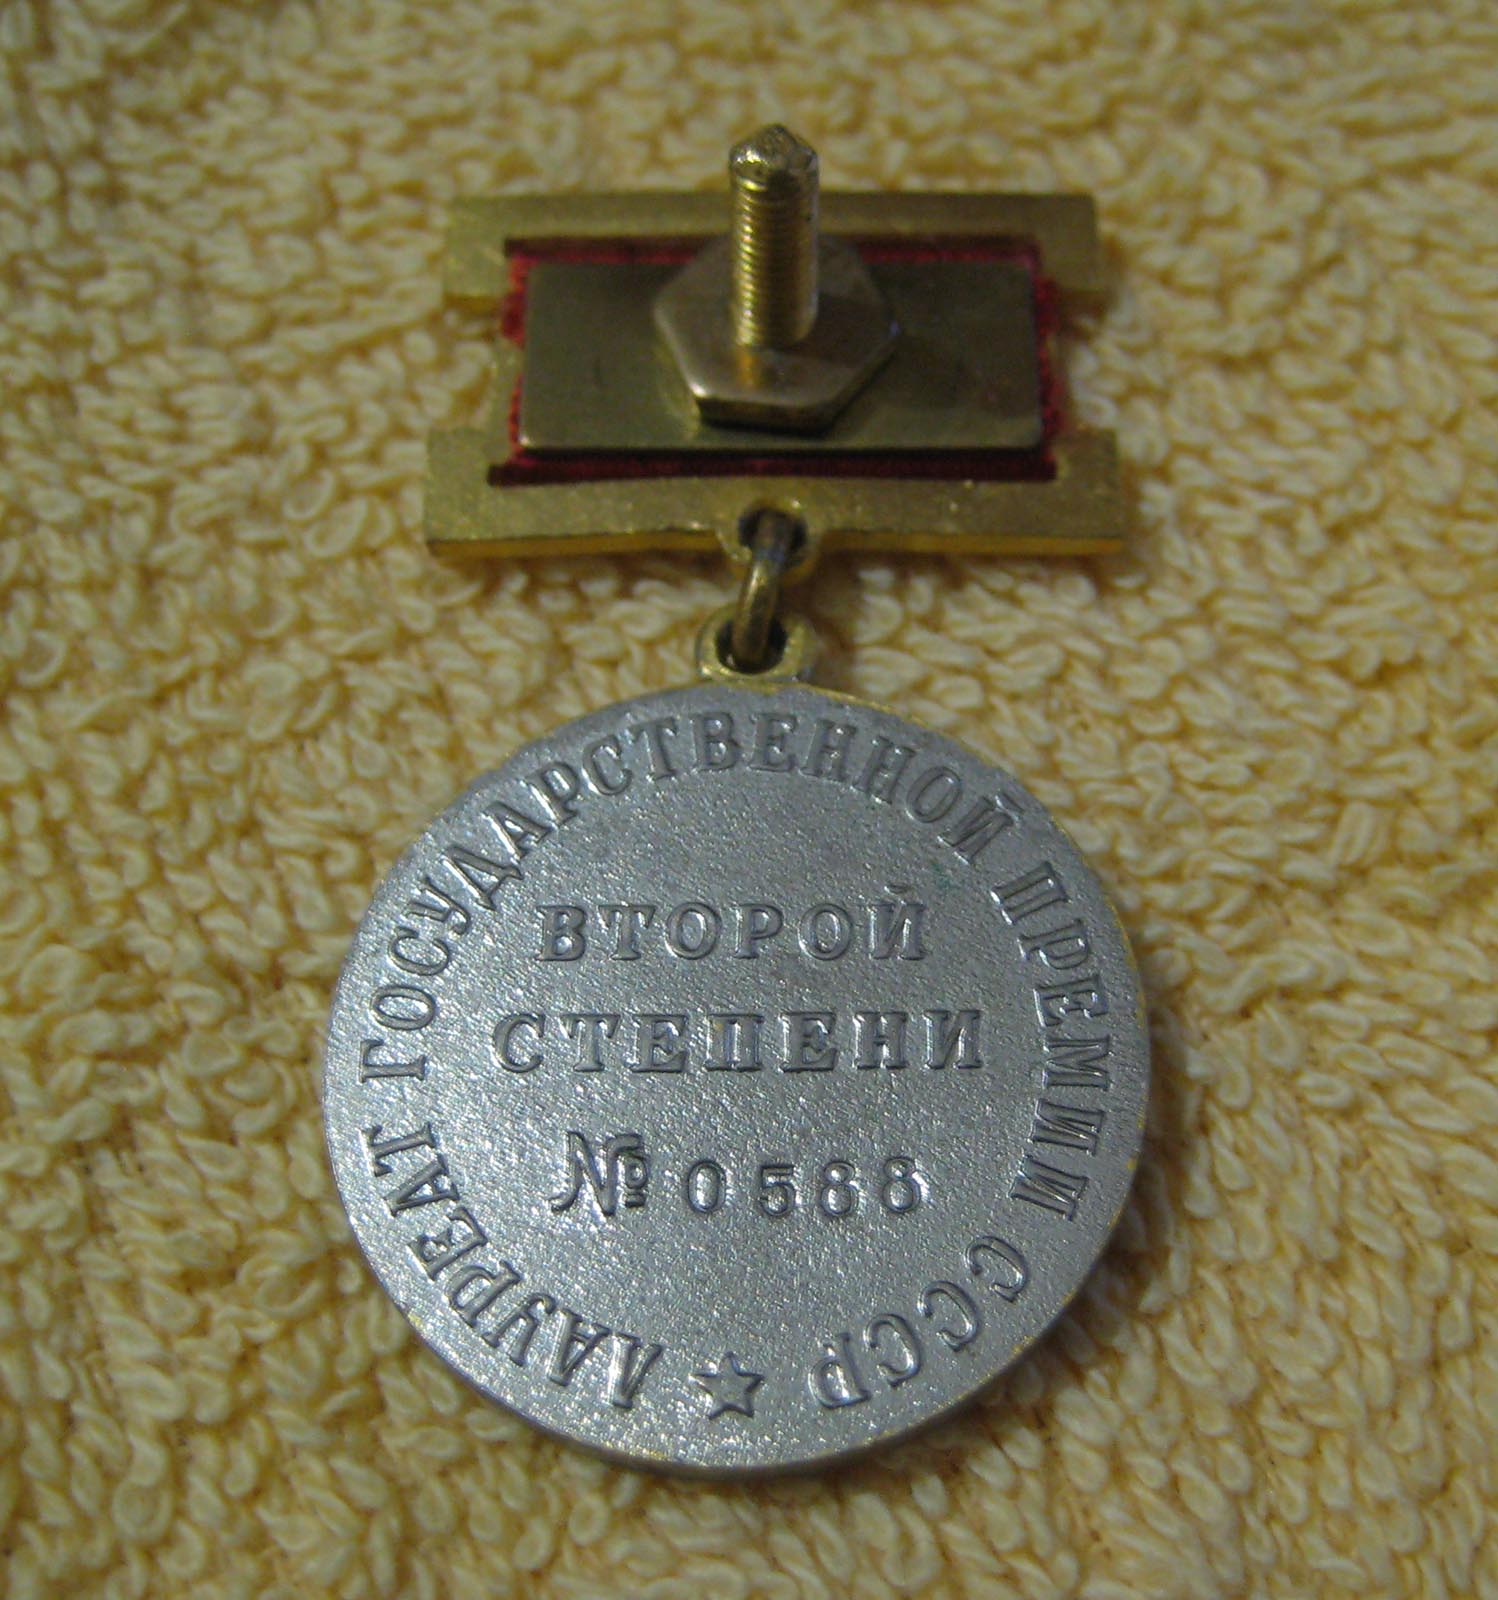 ЛАУРЕАТ ГОСУДАРСТВЕННОЙ ПРЕМИИ СССР
ВТОРОЙ
СТЕПЕНИ
№ 0588